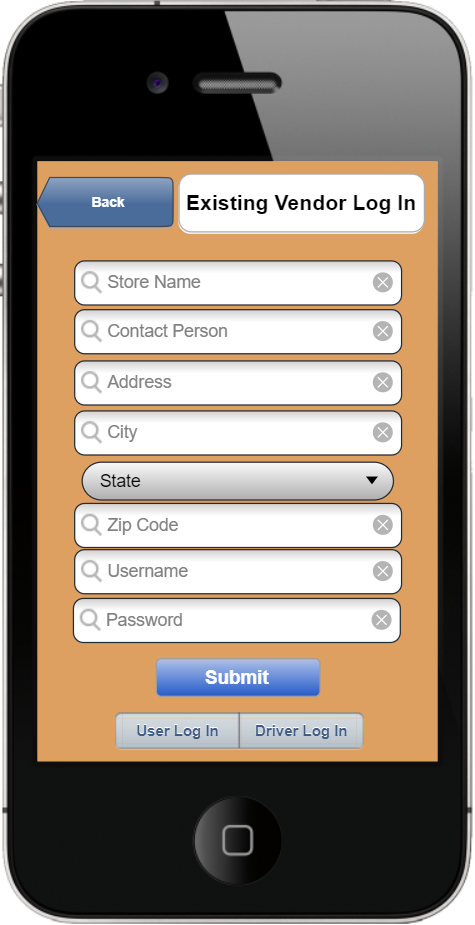 Back
Existing Vendor Log In
Store Name
Contact Person
Address
City
State
Zip Code
Username
Password
Submit
User Log In
Driver Log In